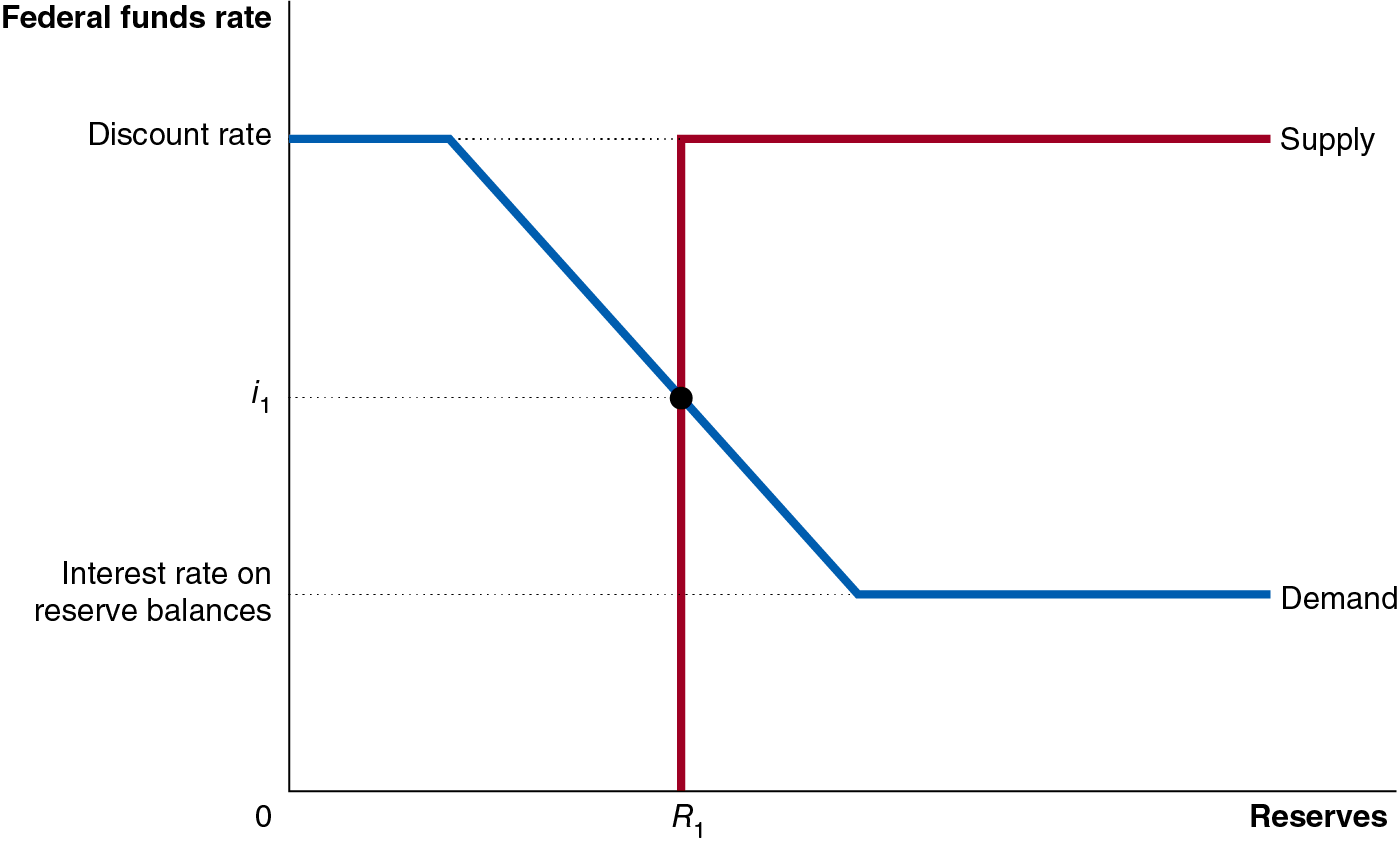 Federal funds rate
Discount rate
Supply
i1
Interest rate on
reserve balances
Demand
0
R1
Reserves